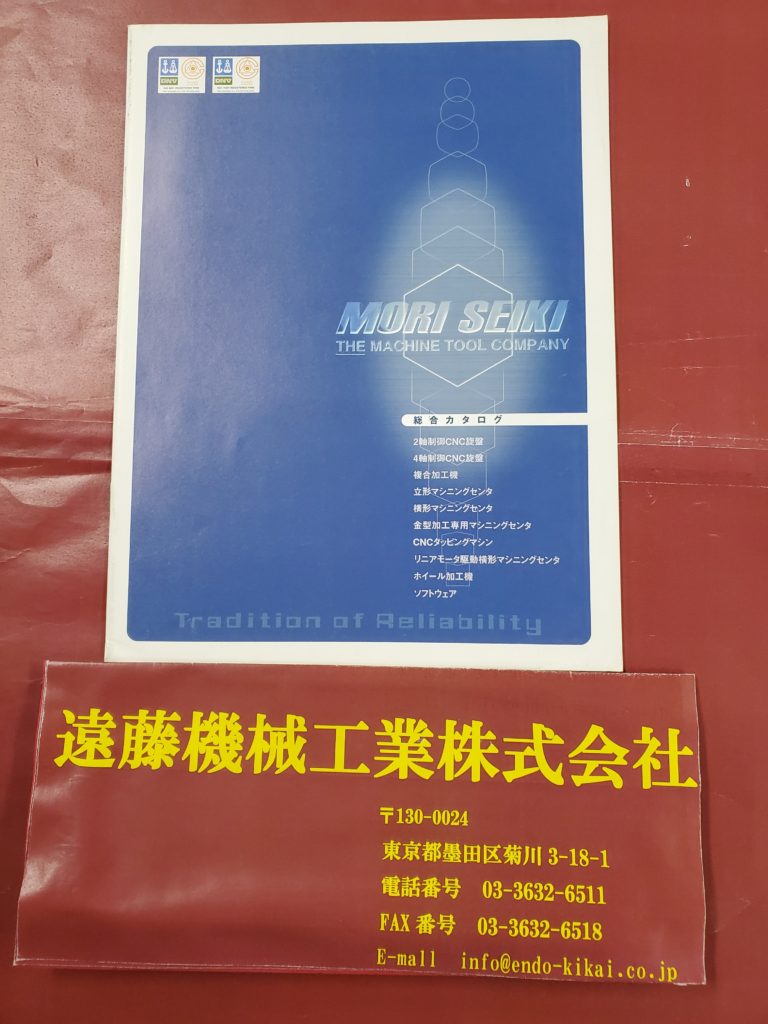 DNV
DNV
MORI SEIKI
THE MACHINE TOOL COMPANY
総合カタログ
2軸制御CNC旋盤
4軸制御CNC旋盤
複合加工機
立形マシニングセンタ
横形マシニングセンタ
金型加工専用マシニングセンタ
CNCタッピングマシン
リニアモータ駆動横形マシニングセンタ
ホイール加工機
ソフトウェア
Tradition of Reliability
遠藤機械工業株式会社
〒130-0024
東京都墨田区菊川 3-18-1
電話番号 03-3632-6511
FAX 番号 03-3632-6518
E-mall info@endo-kikai.co.jp